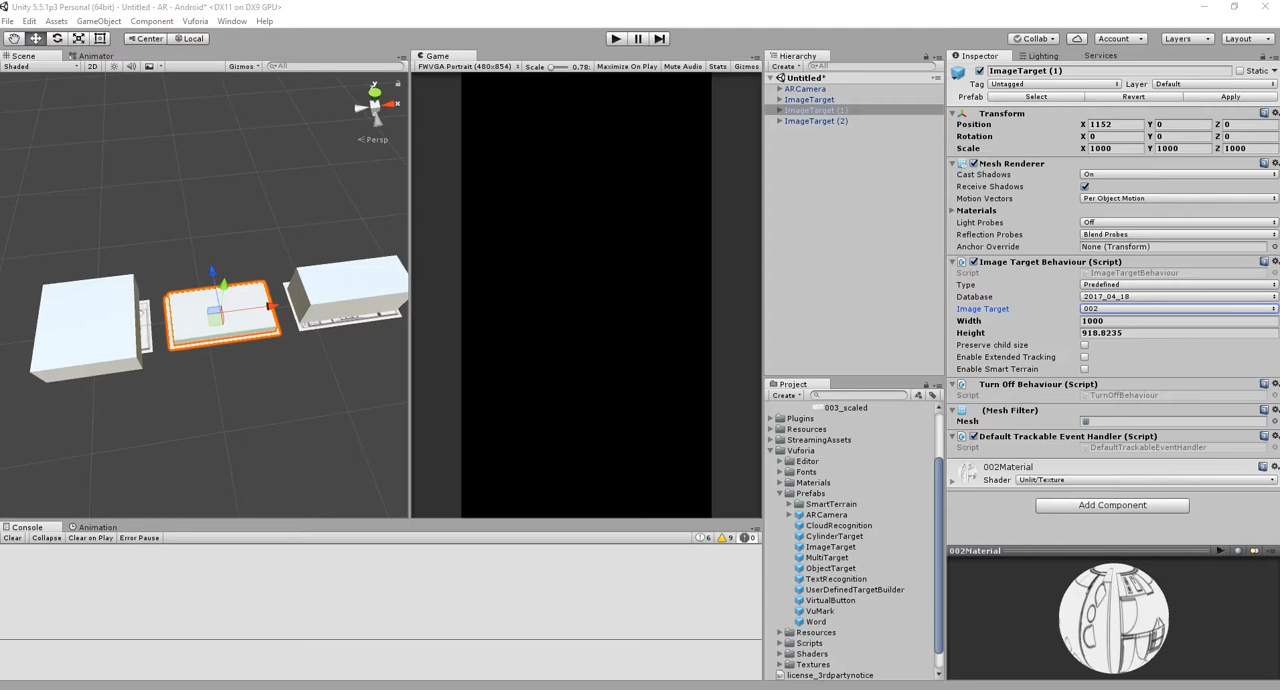 Unity 5.5.1p3 Personal (64bit) - Untitled - AR - Android* <DX11 on DX9 GPU>
File Edit Assets GameObject Component Vuforia Window Help
Center Local Collab Account Layers Layout
Scene Animator
Shaded 2D Gizmos All
y
x
Persp
Game
FWVGA Portrait (480x854) Scale 0.78: Maximize On Play Mute Audio Stats Gizmos
Hierarchy
Create All
Untitled*
ARCamera
ImageTarget
ImageTarget (1)
ImageTarget (2)
Project
Create
003_scaled
Plugins
Resources
StreamingAssets
Vuforia
Editor
Fonts
Materials
Prefabs
SmartTerrain
ARCamera
CloudRecognition
CylinderTarget
ImageTarget
MultiTarget
ObjectTarget
TextRecognition
UserDefinedTargetBuilder
VirtualButton
VuMark
Word
Resources
Scripts
Shaders
Textures
license_3rdpartynotice
Console Animation
Clear Collapse Clear on Play Error Pause 6 9 0
Inspector Lighting Services
ImageTarget (1) Static
Tag Untagged Layer Default
Prefab Select Revert Apply
Transform
Position X 1152 Y 0 Z 0
Rotation X 0 Y 0 Z 0
Scale X 1000 Y 1000 Z 1000
Mesh Renderer
Cast Shadows On
Receive Shadows
Motion Vectors Per Object Motion
Materials
Light Probes Off
Reflection Probes Blend Probes
Anchor Override None (Transform)
Image Target Behaviour (Script)
Script ImageTargetBehaviour
Type Predefined
Database 2017_04_18
Image Target 002
Width 1000
Height 918.8235
Preserve child size
Enable Extended Tracking
Enable Smart Terrain
Turn Off Behaviour (Script)
Script TurnOffBehaviour
(Mesh Filter)
Mesh
Default Trackable Event Handler (Script)
Script DefaultTrackableEventHandler
002Material
Shader Unlit/Texture
Add Component
002Material